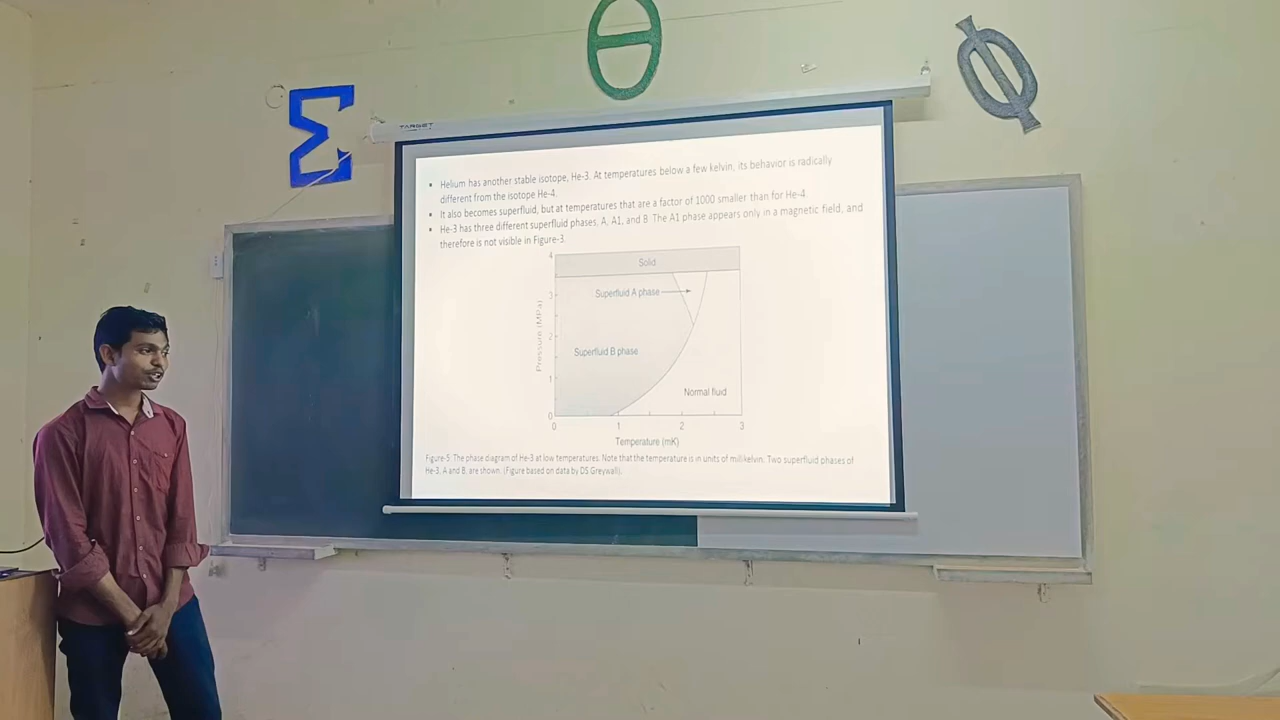 Σ
θ
Φ
TARGET
▪ Helium has another stable isotope, He-3. At temperatures below a few kelvin, its behavior is radically
different from the isotope He-4.
▪ It also becomes superfluid, but at temperatures that are a factor of 1000 smaller than for He-4
▪ He-3 has three different superfluid phases, A, A1, and B. The A1 phase appears only in a magnetic field, and
therefore is not visible in Figure-3.
4
Solid
3
Superfluid A phase
Pressure (MPa)
2
Superfluid B phase
1
Normal fluid
0
0 1 2 3
Temperature (mK)
Figure-5: The phase diagram of He-3 at low temperatures. Note that the temperature is in units of millikelvin. Two superfluid phases of
He-3, A and B, are shown. (Figure based on data by DS Greywall).